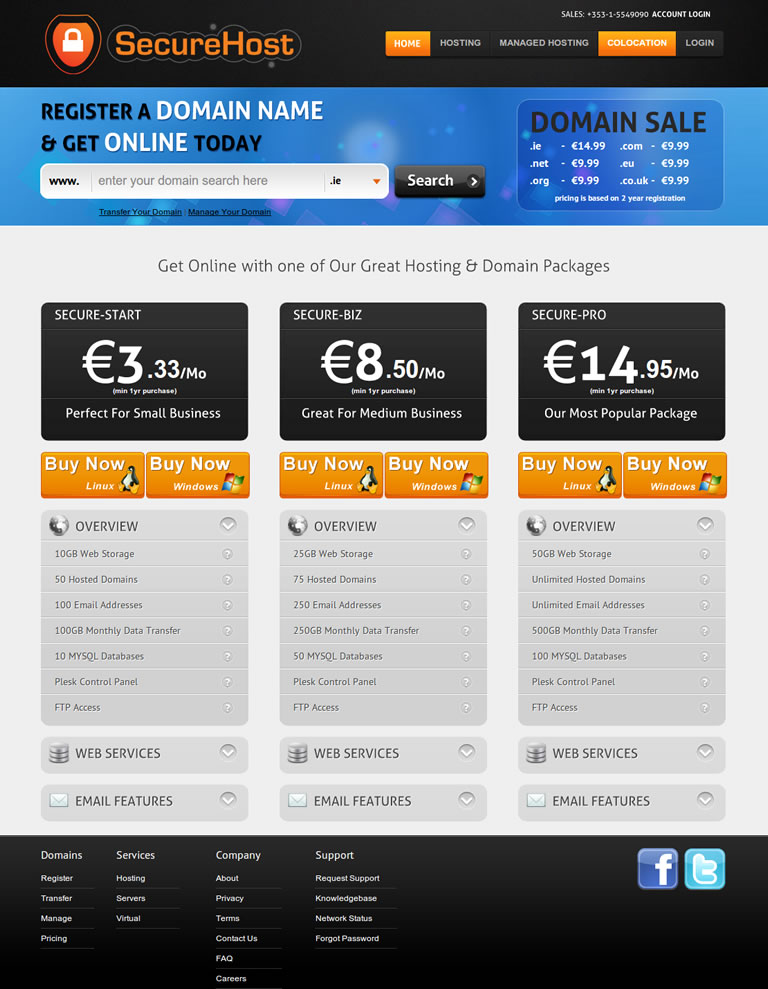 SALES: +353-1-5549090 ACCOUNT LOGIN
SecureHost
HOME HOSTING MANAGED HOSTING COLOCATION LOGIN
REGISTER A DOMAIN NAME
& GET ONLINE TODAY
www. enter your domain search here .ie Search
Transfer Your Domain | Manage Your Domain
DOMAIN SALE
.ie - €14.99 .com - €9.99
.net - €9.99 .eu - €9.99
.org - €9.99 .co.uk - €9.99
pricing is based on 2 year registration
Get Online with one of Our Great Hosting & Domain Packages
SECURE-START
€3.33/Mo
(min 1yr purchase)
Perfect For Small Business
Buy Now Linux
Buy Now Windows
OVERVIEW
10GB Web Storage
50 Hosted Domains
100 Email Addresses
100GB Monthly Data Transfer
10 MYSQL Databases
Plesk Control Panel
FTP Access
WEB SERVICES
EMAIL FEATURES
SECURE-BIZ
€8.50/Mo
(min 1yr purchase)
Great For Medium Business
Buy Now Linux
Buy Now Windows
OVERVIEW
25GB Web Storage
75 Hosted Domains
250 Email Addresses
250GB Monthly Data Transfer
50 MYSQL Databases
Plesk Control Panel
FTP Access
WEB SERVICES
EMAIL FEATURES
SECURE-PRO
€14.95/Mo
(min 1yr purchase)
Our Most Popular Package
Buy Now Linux
Buy Now Windows
OVERVIEW
50GB Web Storage
Unlimited Hosted Domains
Unlimited Email Addresses
500GB Monthly Data Transfer
100 MYSQL Databases
Plesk Control Panel
FTP Access
WEB SERVICES
EMAIL FEATURES
Domains
Register
Transfer
Manage
Pricing
Services
Hosting
Servers
Virtual
Company
About
Privacy
Terms
Contact Us
FAQ
Careers
Support
Request Support
Knowledgebase
Network Status
Forgot Password